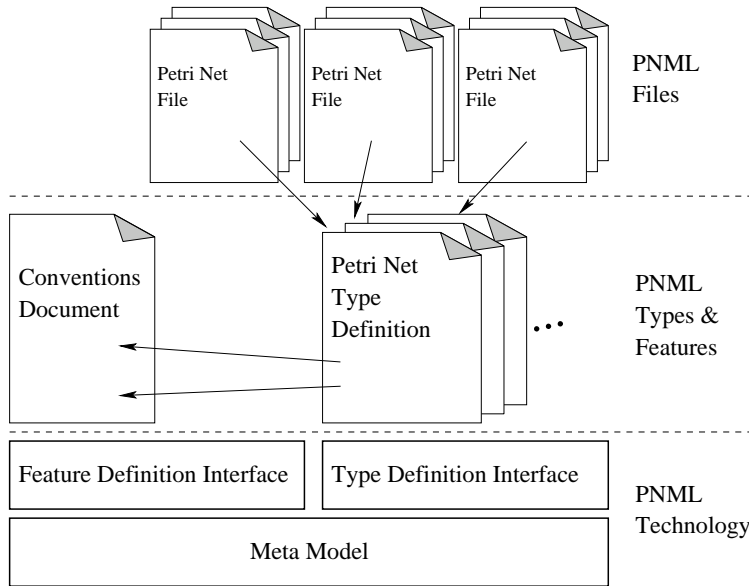 Petri Net
File
Petri Net
File
Petri Net
File
PNML
Files
Conventions
Document
Petri Net
Type
Definition
...
PNML
Types &
Features
Feature Definition Interface
Type Definition Interface
PNML
Technology
Meta Model